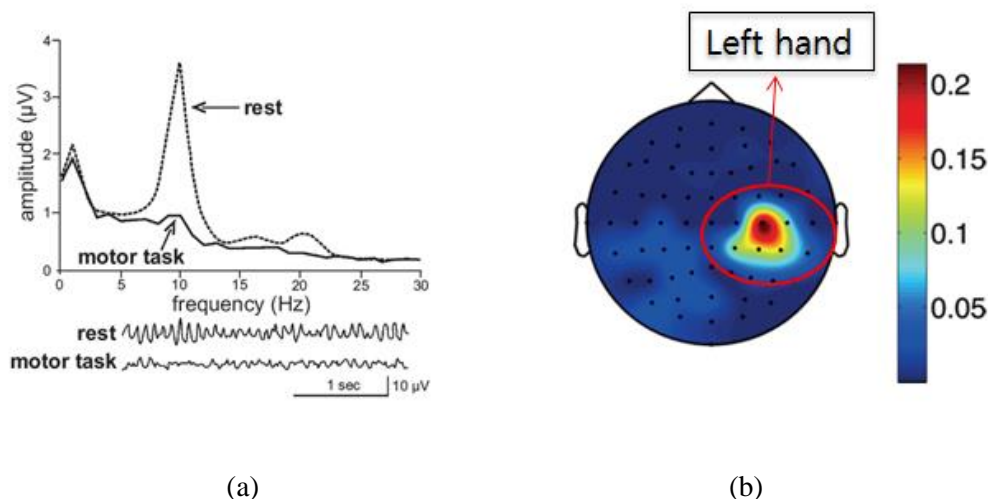 4
3
2
1
0
amplitude (µV)
rest
motor task
0 5 10 15 20 25 30
frequency (Hz)
rest
motor task
1 sec
10 µV
(a)
Left hand
0.2
0.15
0.1
0.05
(b)